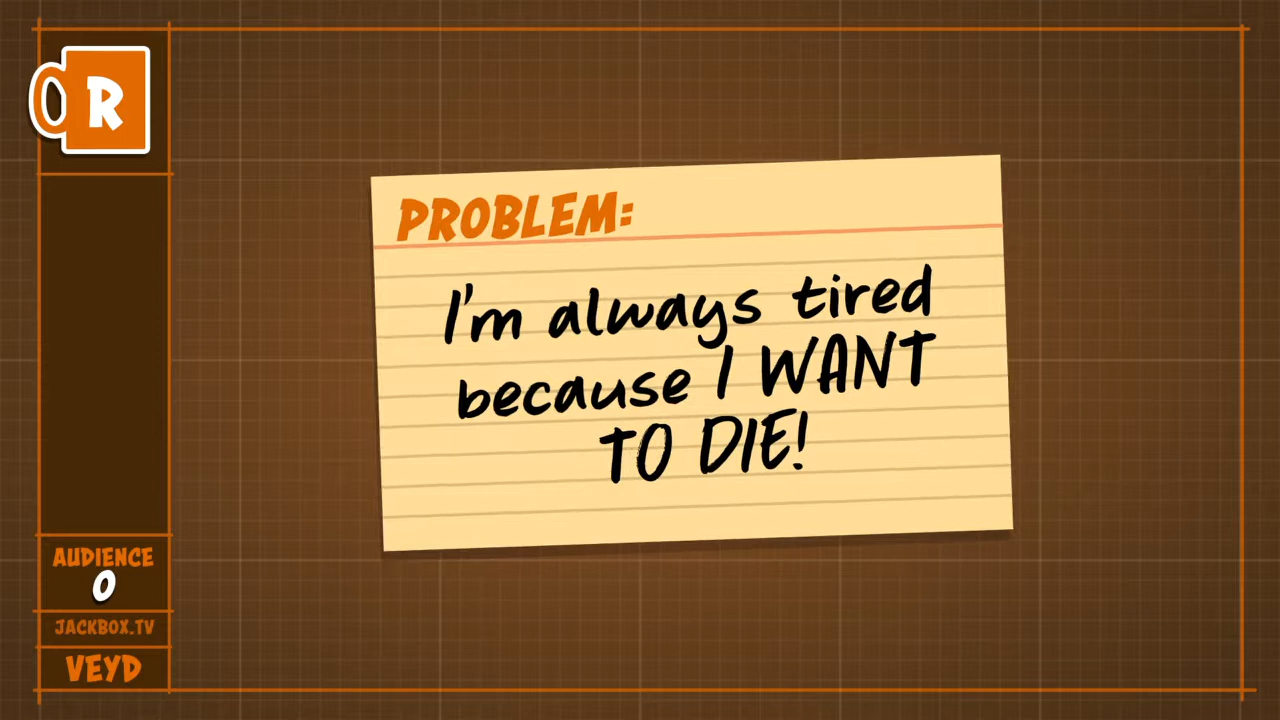 R
PROBLEM:
I'm always tired
because I WANT
TO DIE!
AUDIENCE
0
JACKBOX.TV
VEYD